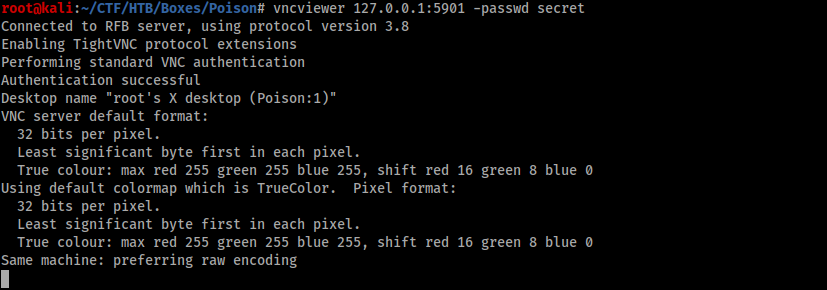 root@kali:~/CTF/HTB/Boxes/Poison# vncviewer 127.0.0.1:5901 -passwd secret
Connected to RFB server, using protocol version 3.8
Enabling TightVNC protocol extensions
Performing standard VNC authentication
Authentication successful
Desktop name "root's X desktop (Poison:1)"
VNC server default format:
  32 bits per pixel.
  Least significant byte first in each pixel.
  True colour: max red 255 green 255 blue 255, shift red 16 green 8 blue 0
Using default colormap which is TrueColor.  Pixel format:
  32 bits per pixel.
  Least significant byte first in each pixel.
  True colour: max red 255 green 255 blue 255, shift red 16 green 8 blue 0
Same machine: preferring raw encoding